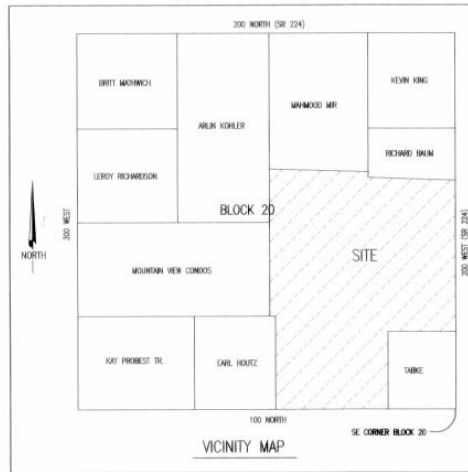 200 NORTH (SR 224)
BRITT MATHWICH
ARLIN KOHLER
MAHMOOD MIR
KEVIN KING
RICHARD BAUM
LEROY RICHARDSON
300 WEST
BLOCK 20
NORTH
SITE
200 WEST (SR 224)
MOUNTAIN VIEW CONDOS
KAY PROBEST TR.
EARL HOUTZ
TABKE
100 NORTH
SE CORNER BLOCK 20
VICINITY MAP